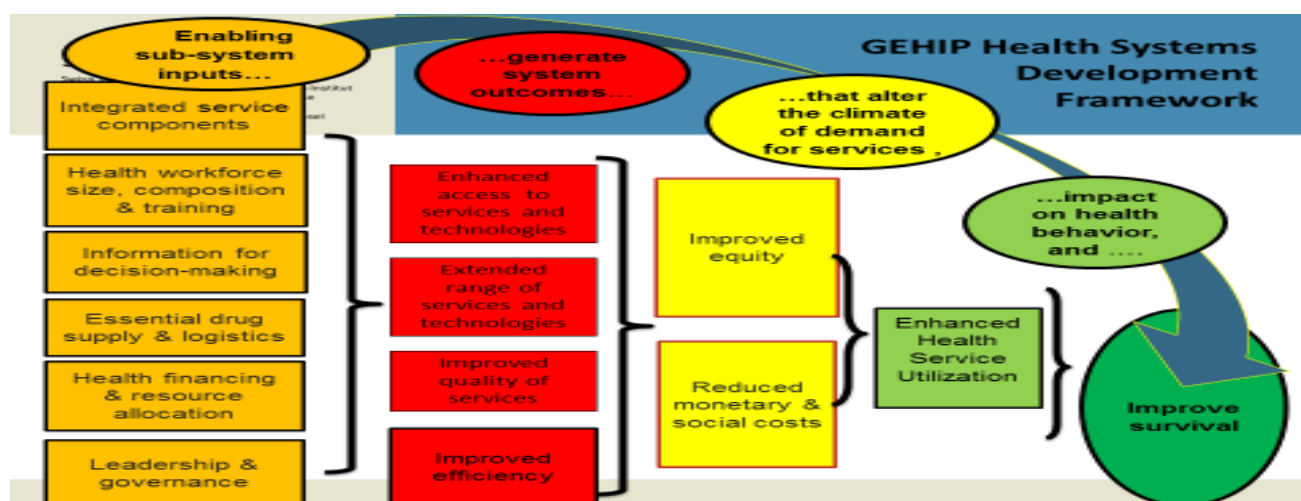 Enabling
sub-system
inputs…
…generate
system
outcomes…
GEHIP Health Systems
Development
Framework
…that alter
the climate
of demand
for services ,
…impact
on health
behavior,
and ….
Integrated service
components
Health workforce
size, composition
& training
Information for
decision-making
Essential drug
supply & logistics
Health financing
& resource
allocation
Leadership &
governance
Enhanced
access to
services and
technologies
Extended
range of
services and
technologies
Improved
quality of
services
Improved
efficiency
Improved
equity
Reduced
monetary &
social costs
Enhanced
Health
Service
Utilization
Improve
survival